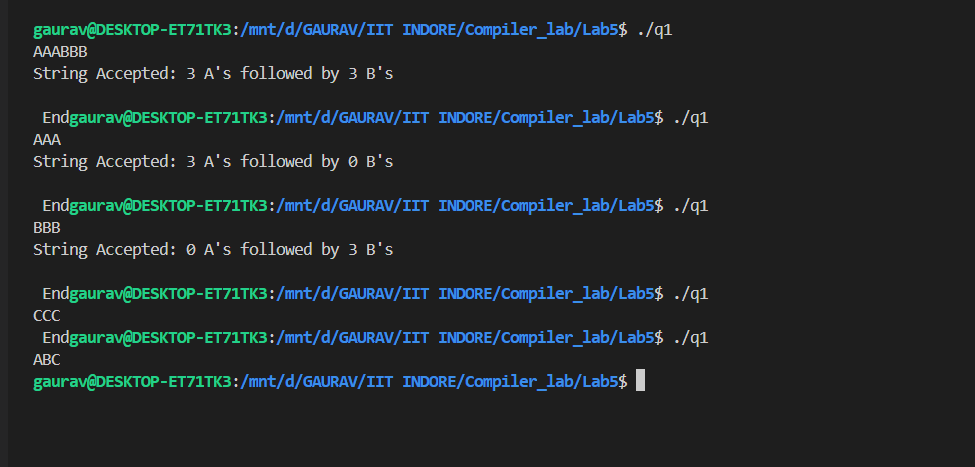 gaurav@DESKTOP-ET71TK3:/mnt/d/GAURAV/IIT INDORE/Compiler_lab/Lab5$ ./q1
AAABBB
String Accepted: 3 A's followed by 3 B's
 Endgaurav@DESKTOP-ET71TK3:/mnt/d/GAURAV/IIT INDORE/Compiler_lab/Lab5$ ./q1
AAA
String Accepted: 3 A's followed by 0 B's
 Endgaurav@DESKTOP-ET71TK3:/mnt/d/GAURAV/IIT INDORE/Compiler_lab/Lab5$ ./q1
BBB
String Accepted: 0 A's followed by 3 B's
 Endgaurav@DESKTOP-ET71TK3:/mnt/d/GAURAV/IIT INDORE/Compiler_lab/Lab5$ ./q1
CCC
 Endgaurav@DESKTOP-ET71TK3:/mnt/d/GAURAV/IIT INDORE/Compiler_lab/Lab5$ ./q1
ABC
gaurav@DESKTOP-ET71TK3:/mnt/d/GAURAV/IIT INDORE/Compiler_lab/Lab5$